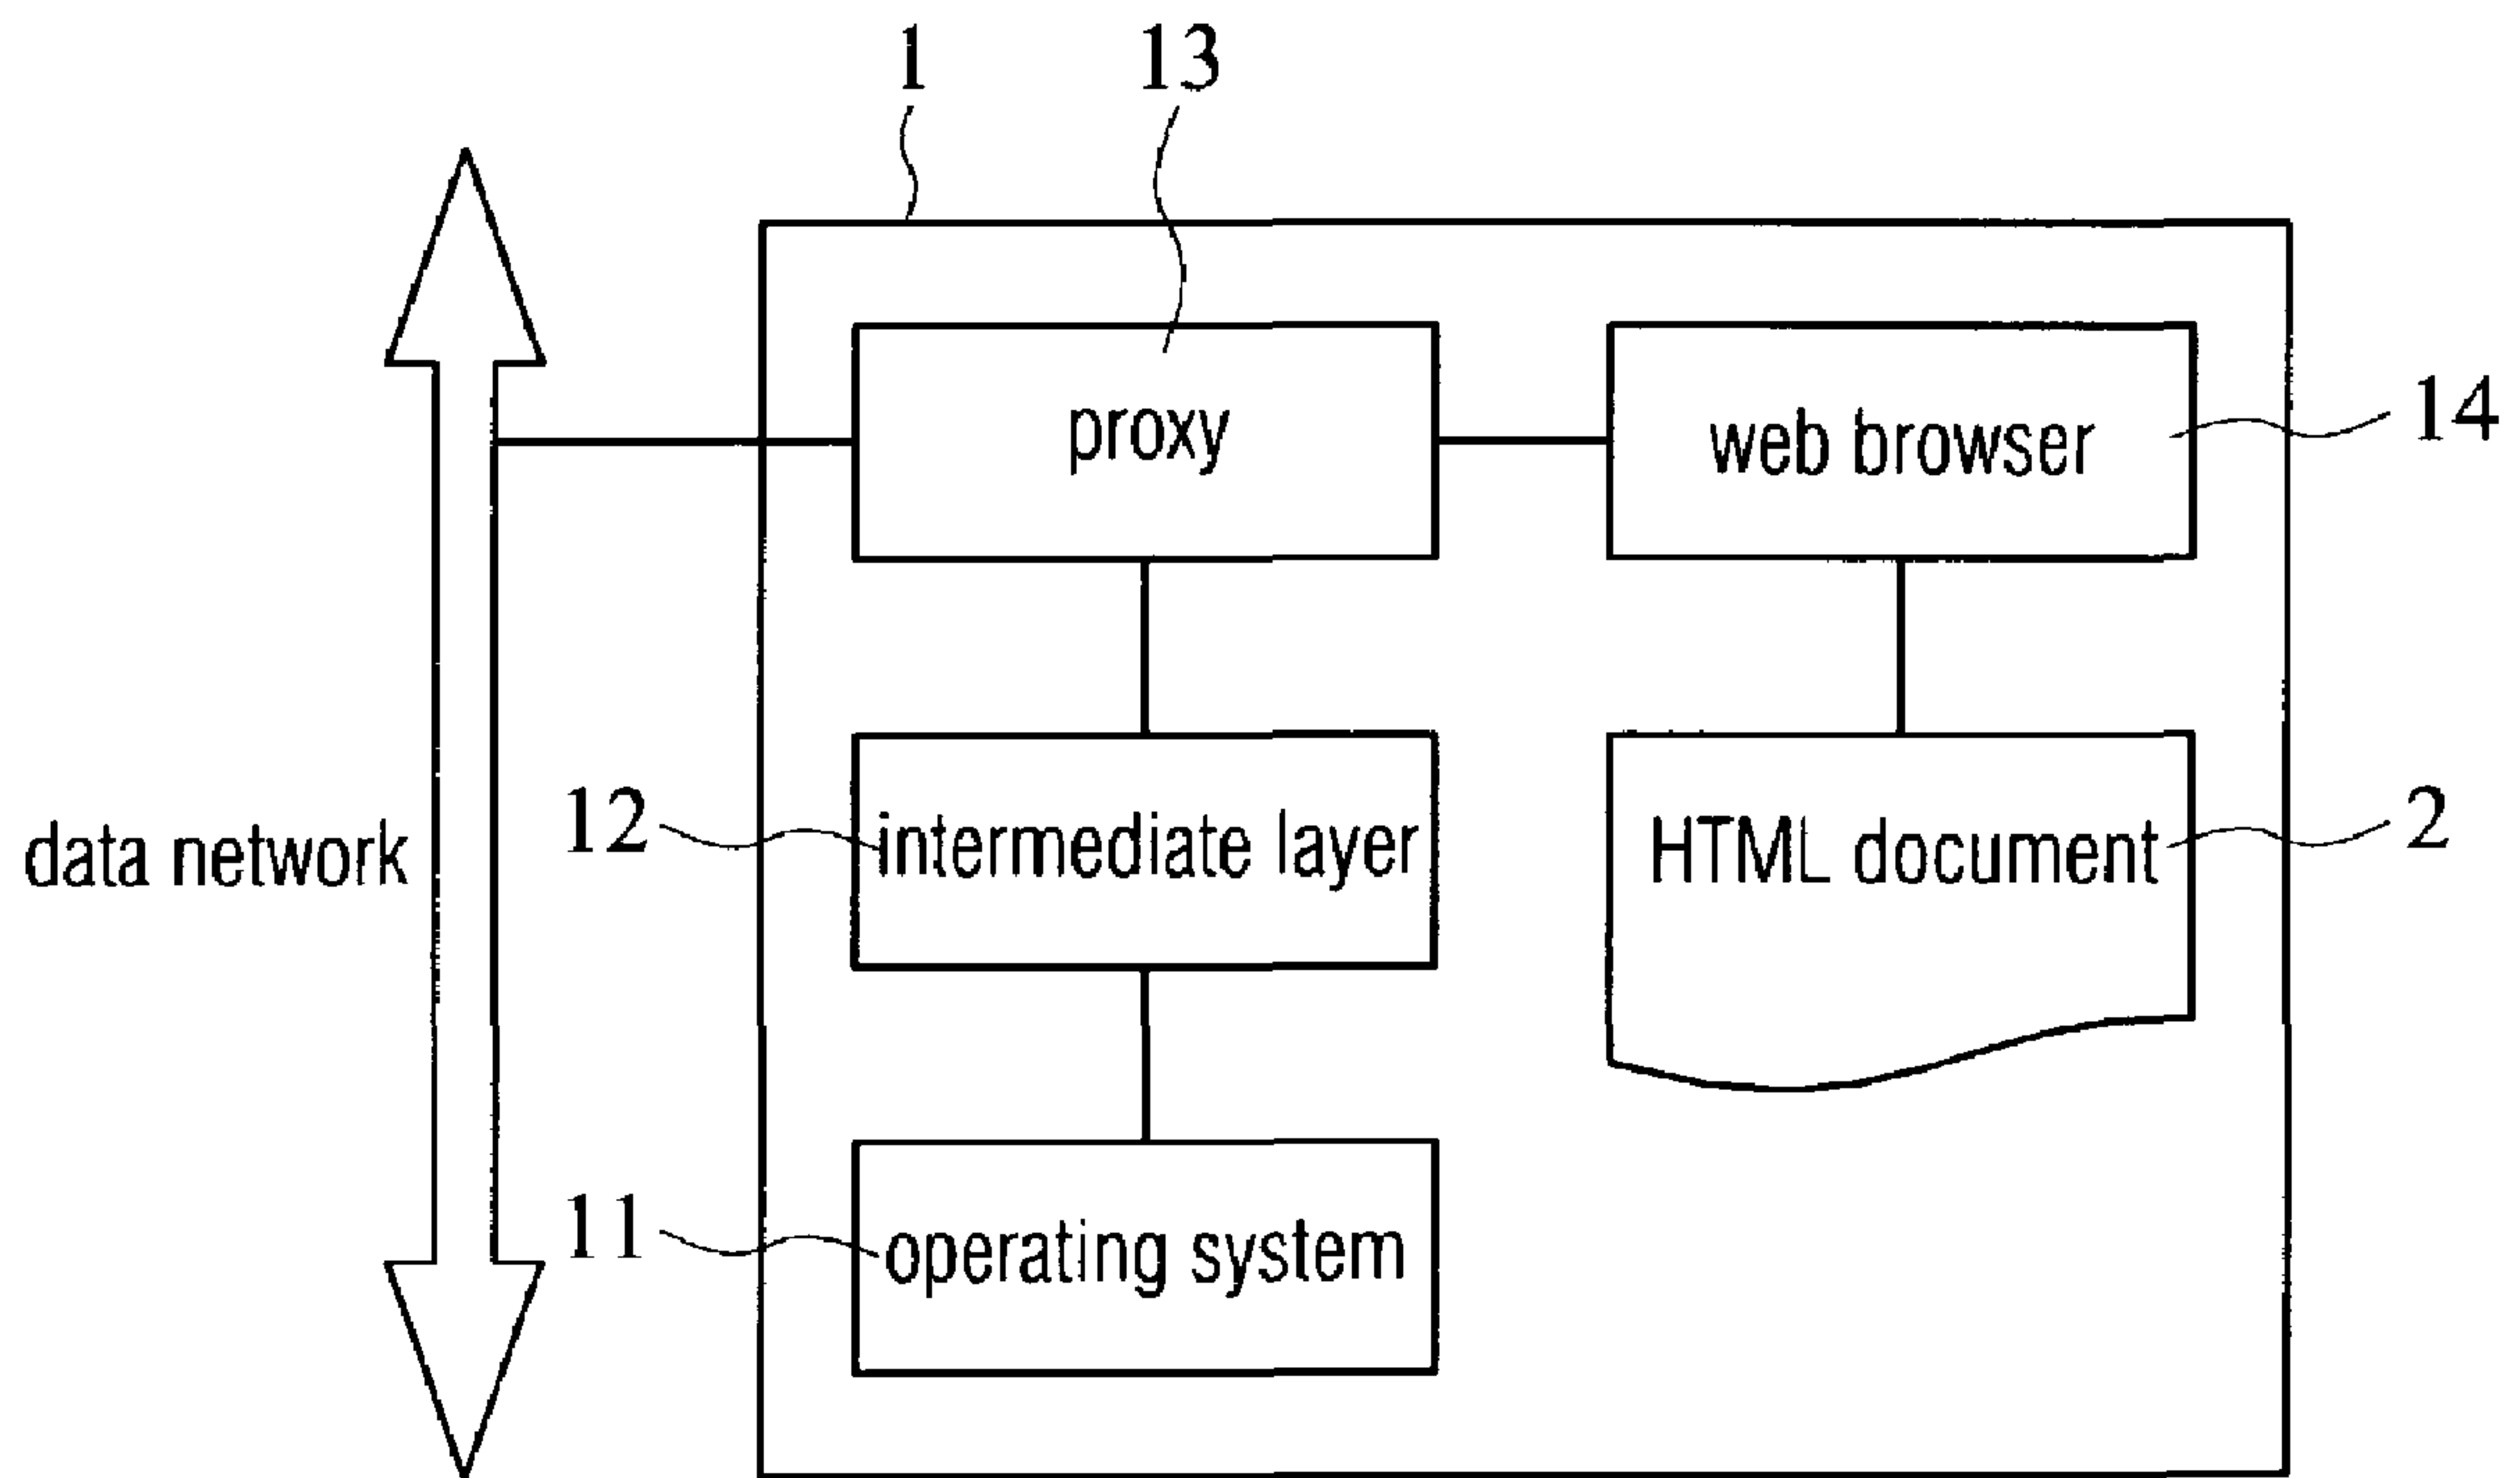 1
13
proxy
web browser
14
data network
12
intermediate layer
HTML document
2
11
operating system